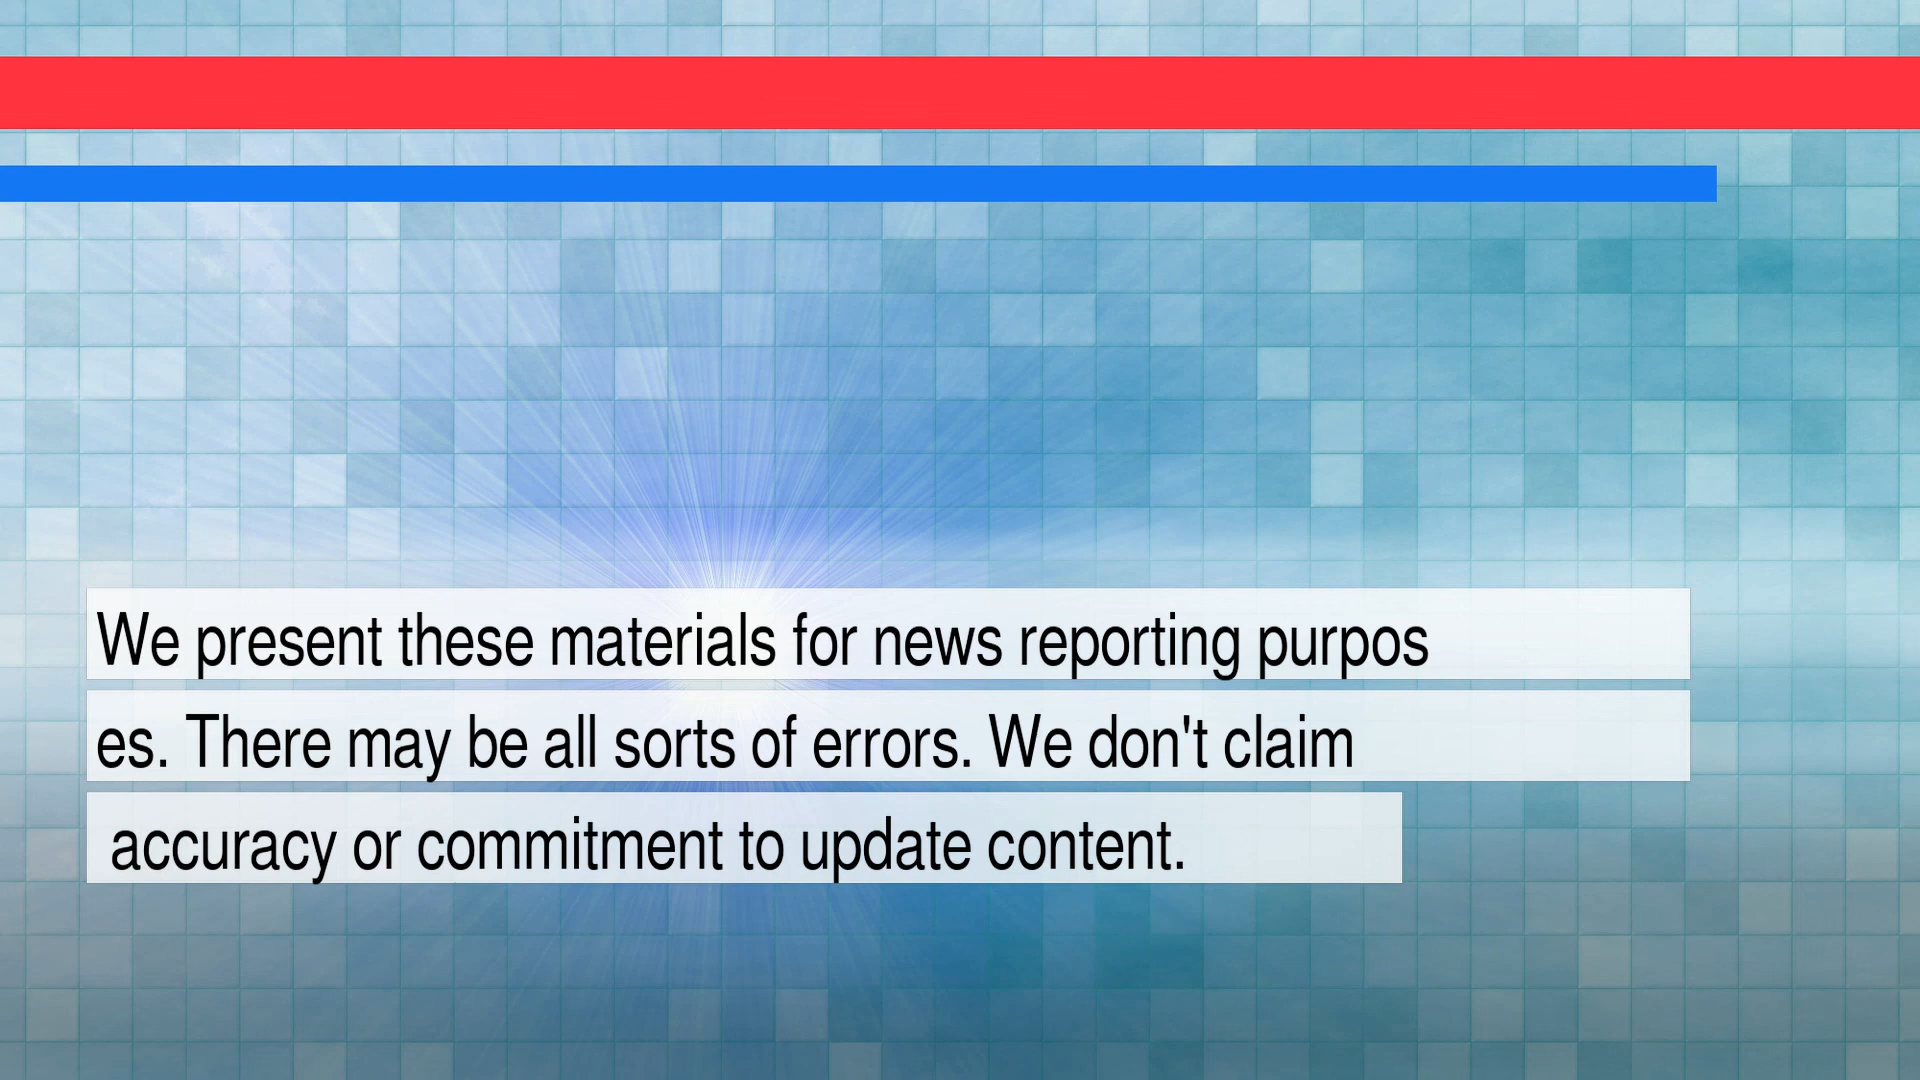 We present these materials for news reporting purpos
es. There may be all sorts of errors. We don't claim
accuracy or commitment to update content.